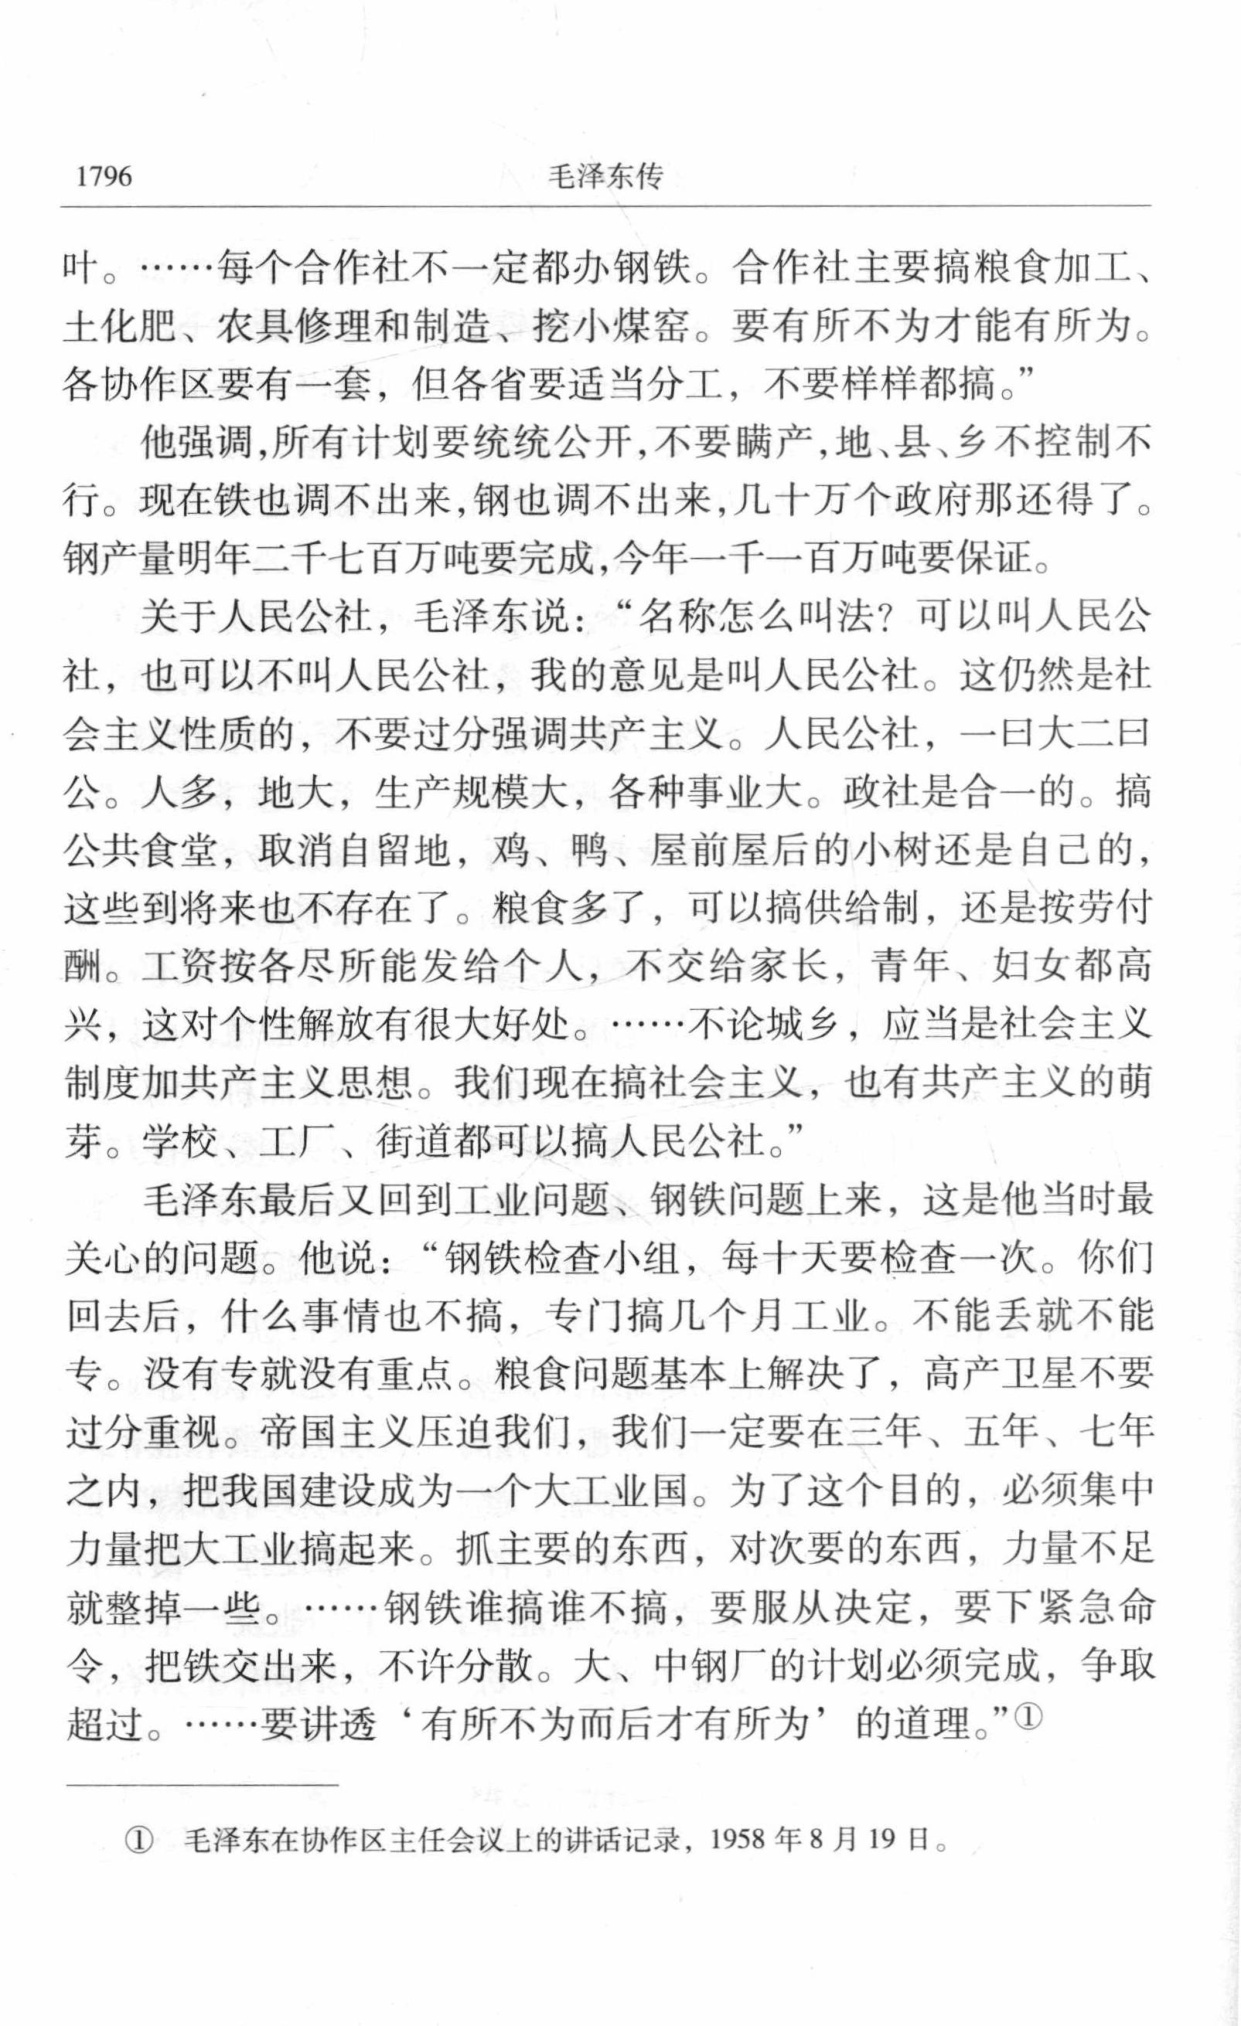 1796
毛泽东传
叶。……每个合作社不一定都办钢铁。合作社主要搞粮食加工、
土化肥、农具修理和制造、挖小煤窑。要有所不为才能有所为。
各协作区要有一套，但各省要适当分工，不要样样都搞。”
他强调,所有计划要统统公开,不要瞒产,地、县、乡不控制不
行。现在铁也调不出来,钢也调不出来,几十万个政府那还得了。
钢产量明年二千七百万吨要完成,今年一千一百万吨要保证。
关于人民公社，毛泽东说：“名称怎么叫法？可以叫人民公
社，也可以不叫人民公社，我的意见是叫人民公社。这仍然是社
会主义性质的，不要过分强调共产主义。人民公社，一曰大二曰
公。人多，地大，生产规模大，各种事业大。政社是合一的。搞
公共食堂，取消自留地，鸡、鸭、屋前屋后的小树还是自己的，
这些到将来也不存在了。粮食多了，可以搞供给制，还是按劳付
酬。工资按各尽所能发给个人，不交给家长，青年、妇女都高
兴，这对个性解放有很大好处。……不论城乡，应当是社会主义
制度加共产主义思想。我们现在搞社会主义，也有共产主义的萌
芽。学校、工厂、街道都可以搞人民公社。”
毛泽东最后又回到工业问题、钢铁问题上来，这是他当时最
关心的问题。他说：“钢铁检查小组，每十天要检查一次。你们
回去后，什么事情也不搞，专门搞几个月工业。不能丢就不能
专。没有专就没有重点。粮食问题基本上解决了，高产卫星不要
过分重视。帝国主义压迫我们，我们一定要在三年、五年、七年
之内，把我国建设成为一个大工业国。为了这个目的，必须集中
力量把大工业搞起来。抓主要的东西，对次要的东西，力量不足
就整掉一些。……钢铁谁搞谁不搞，要服从决定，要下紧急命
令，把铁交出来，不许分散。大、中钢厂的计划必须完成，争取
超过。……要讲透‘有所不为而后才有所为’的道理。”①
① 毛泽东在协作区主任会议上的讲话记录，1958 年 8 月 19 日。